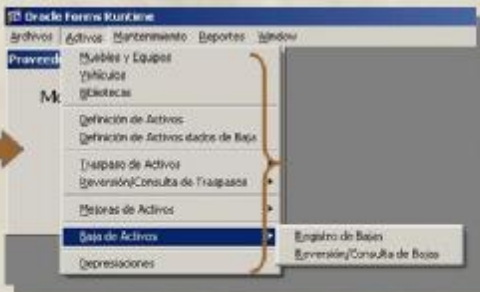 Oracle Forms Runtime
Archivos Activos Mantenimiento Reportes Window
Proveed
Muebles y Equipos
Vehículos
Bibliotecas
Mo
Definición de Activos
Definición de Activos dados de Baja
Traspaso de Activos
Reversión/Consulta de Traspasos
Mejoras de Activos
Baja de Activos
Registro de Bajas
Reversión/Consulta de Bajas
Depresiaciones